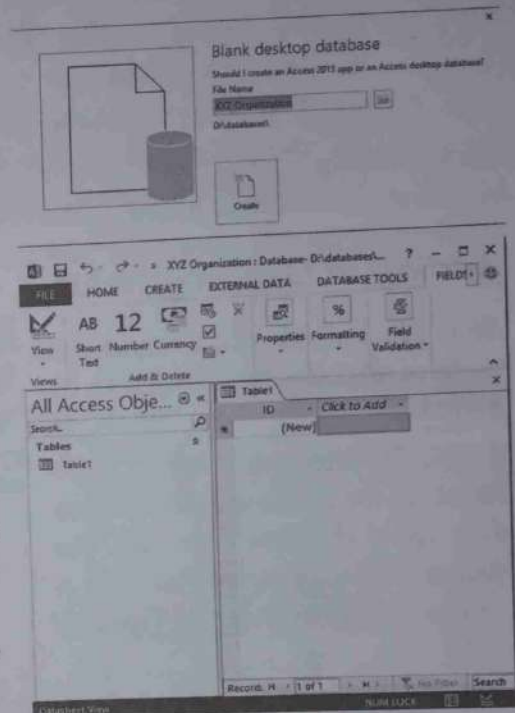 Blank desktop database
Should I create an Access 2013 app or an Access desktop database?
File Name
XYZ Organization
D:\databases\
Create
XYZ Organization : Database- D:\databases\... ? – X
FILE HOME CREATE EXTERNAL DATA DATABASE TOOLS FIELDS
AB 12 %
View Short Text Number Currency Properties Formatting Field Validation
Views Add & Delete
All Access Obje... «
Search...
Tables
Table1
Table1 X
ID Click to Add
(New)
Record: 1 of 1 No Filter Search
Datasheet View NUM LOCK